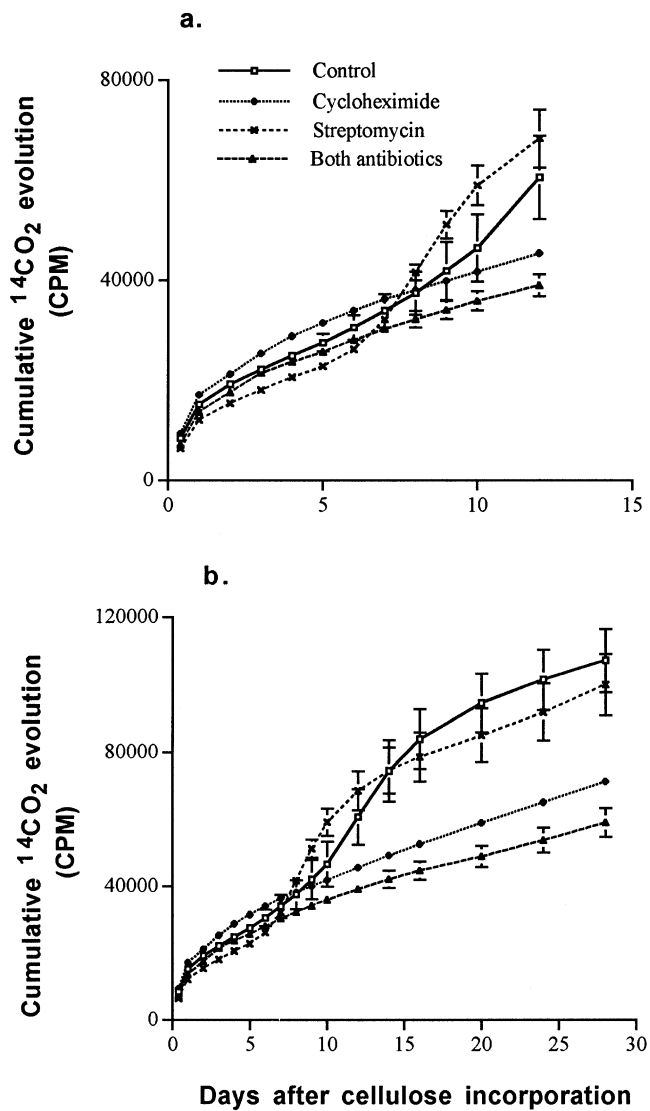 a.
80000
40000
0
0 5 10 15
Cumulative ¹⁴CO₂ evolution
(CPM)
Control
Cycloheximide
Streptomycin
Both antibiotics
b.
120000
80000
40000
0
0 5 10 15 20 25 30
Cumulative ¹⁴CO₂ evolution
(CPM)
Days after cellulose incorporation